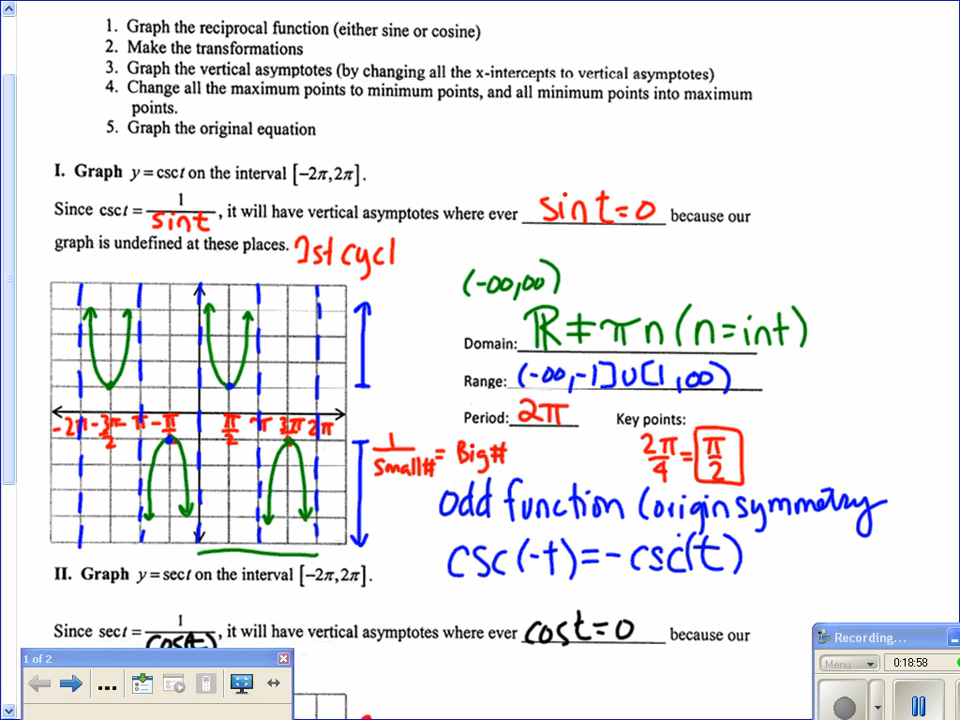 1. Graph the reciprocal function (either sine or cosine)
2. Make the transformations
3. Graph the vertical asymptotes (by changing all the x-intercepts to vertical asymptotes)
4. Change all the maximum points to minimum points, and all minimum points into maximum
points.
5. Graph the original equation
I. Graph y = csc t on the interval [−2π, 2π].
Since csc t = 1/sin t, it will have vertical asymptotes where ever sin t = 0 because our
graph is undefined at these places. 1st cycl
(-∞,∞)
Domain: ℝ ≠ πn (n = int)
Range: (-∞,-1]∪[1,∞)
Period: 2π Key points:
2π/4 = π/2
-2π -3π/2 -π -π/2 π/2 π 3π/2 2π
1/Small# = Big#
odd function (origin symmetry
csc(-t) = -csc(t)
II. Graph y = sec t on the interval [−2π, 2π].
Since sec t = 1/cos(t), it will have vertical asymptotes where ever cos t = 0 because our
1 of 2
Recording...
Menu 0:18:58